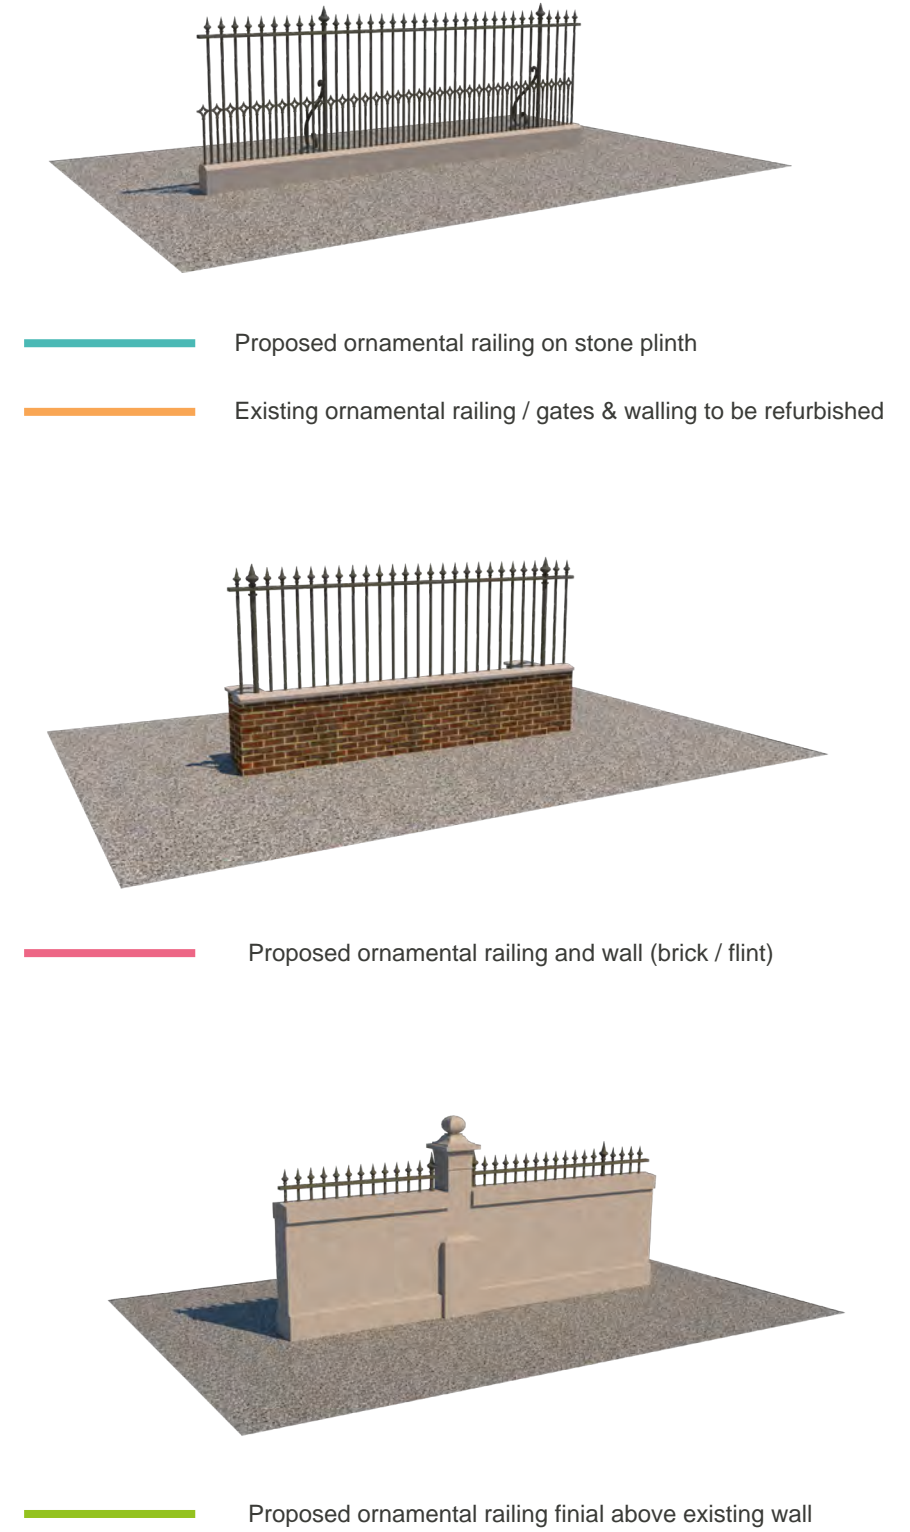 Proposed ornamental railing on stone plinth
Existing ornamental railing / gates & walling to be refurbished
Proposed ornamental railing and wall (brick / flint)
Proposed ornamental railing finial above existing wall